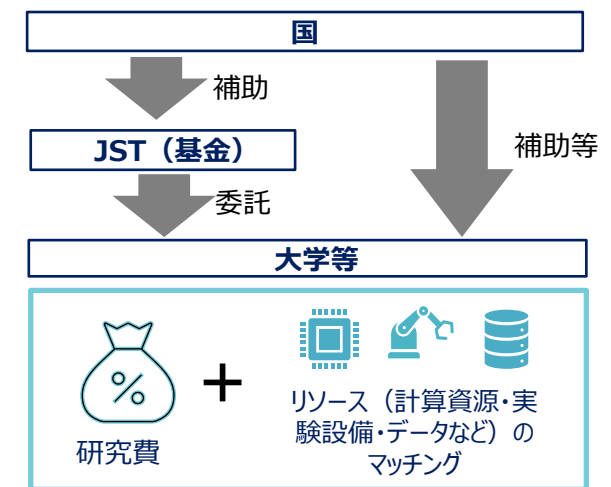 国
補助
JST（基金）
補助等
委託
大学等
%
+
研究費
リソース（計算資源・実
験設備・データなど）の
マッチング